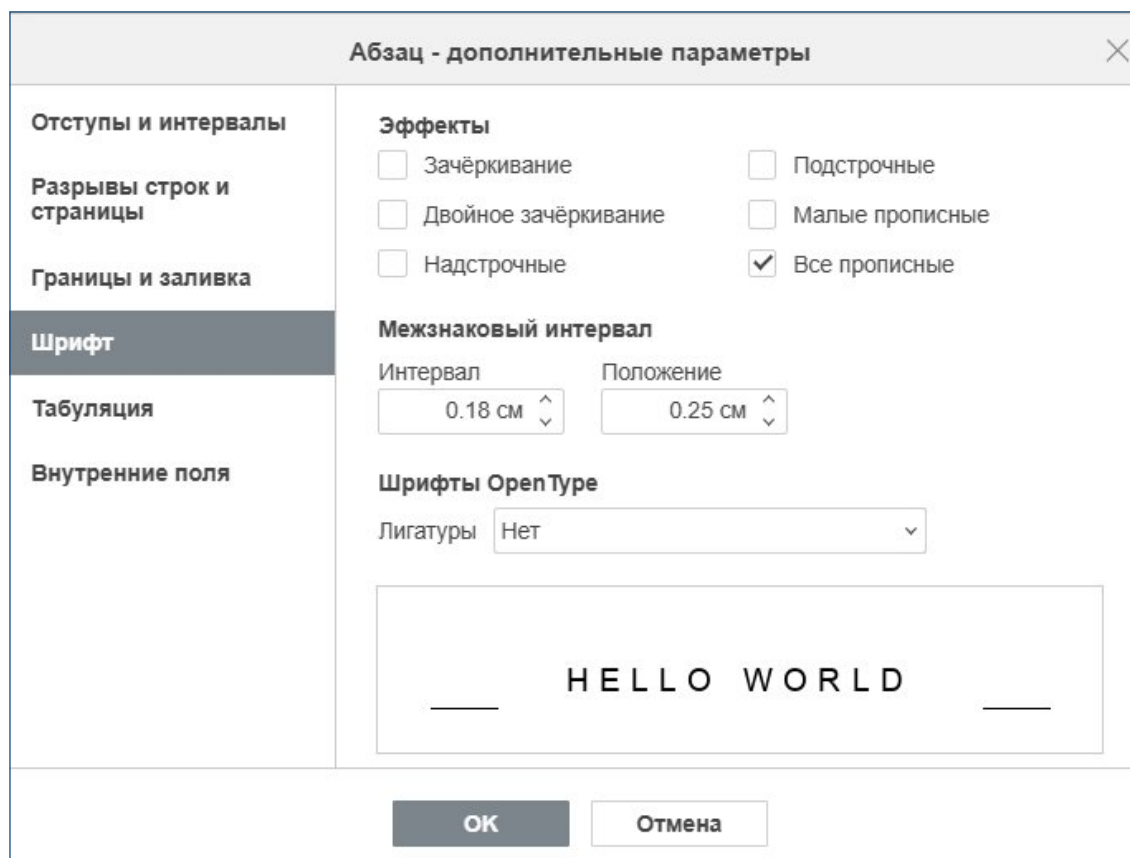 Абзац - дополнительные параметры
Отступы и интервалы
Разрывы строк и
страницы
Границы и заливка
Шрифт
Табуляция
Внутренние поля
Эффекты
Зачёркивание
Подстрочные
Двойное зачёркивание
Малые прописные
Надстрочные
Все прописные
Межзнаковый интервал
Интервал
Положение
0.18 см
0.25 см
Шрифты OpenType
Лигатуры
Нет
HELLO WORLD
OK
Отмена